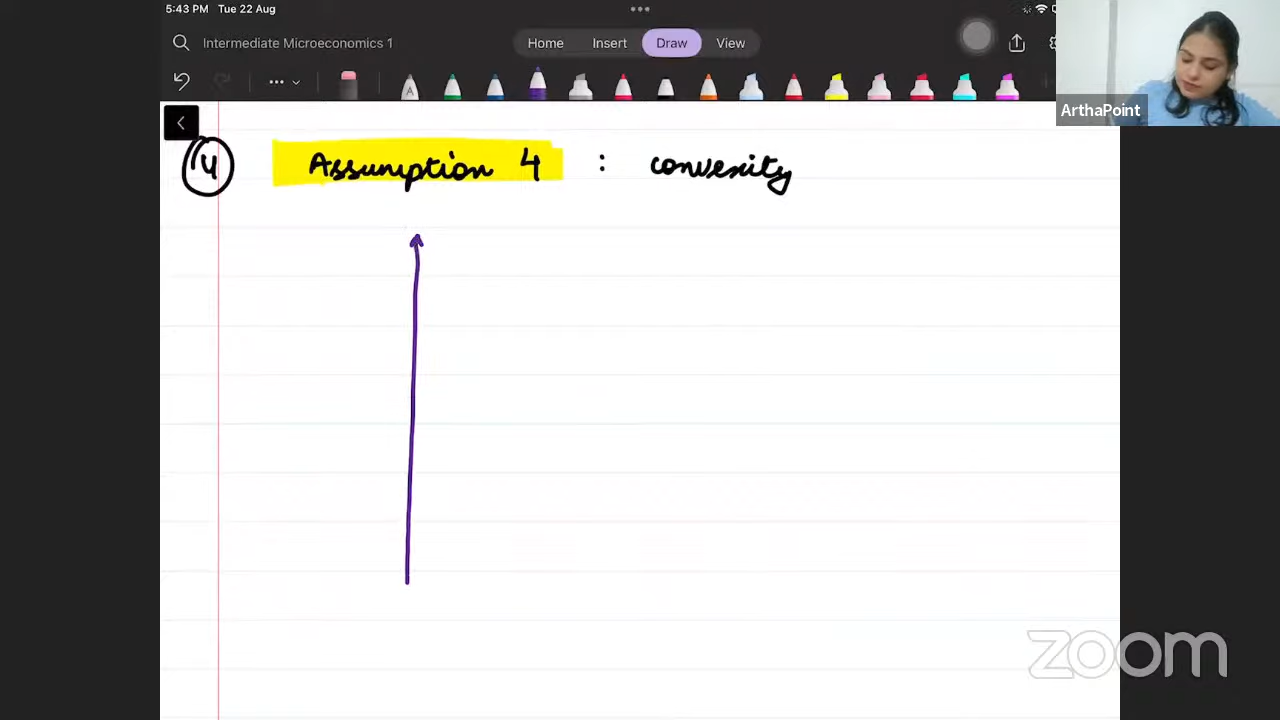 5:43 PM Tue 22 Aug
Intermediate Microeconomics 1
Home Insert Draw View
A
ArthaPoint
4 Assumption 4 : convexity
zoom